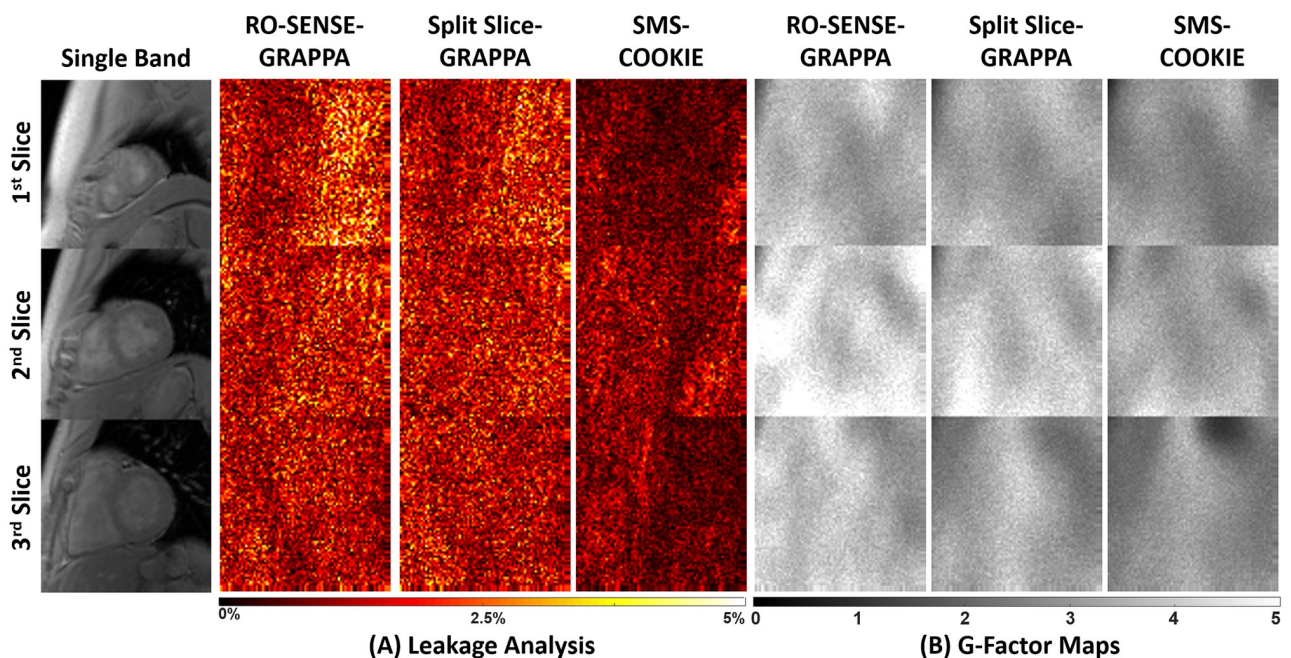 Single Band
RO-SENSE-
GRAPPA
Split Slice-
GRAPPA
SMS-
COOKIE
RO-SENSE-
GRAPPA
Split Slice-
GRAPPA
SMS-
COOKIE
1st Slice
2nd Slice
3rd Slice
0% 2.5% 5%
0 1 2 3 4 5
(A) Leakage Analysis
(B) G-Factor Maps